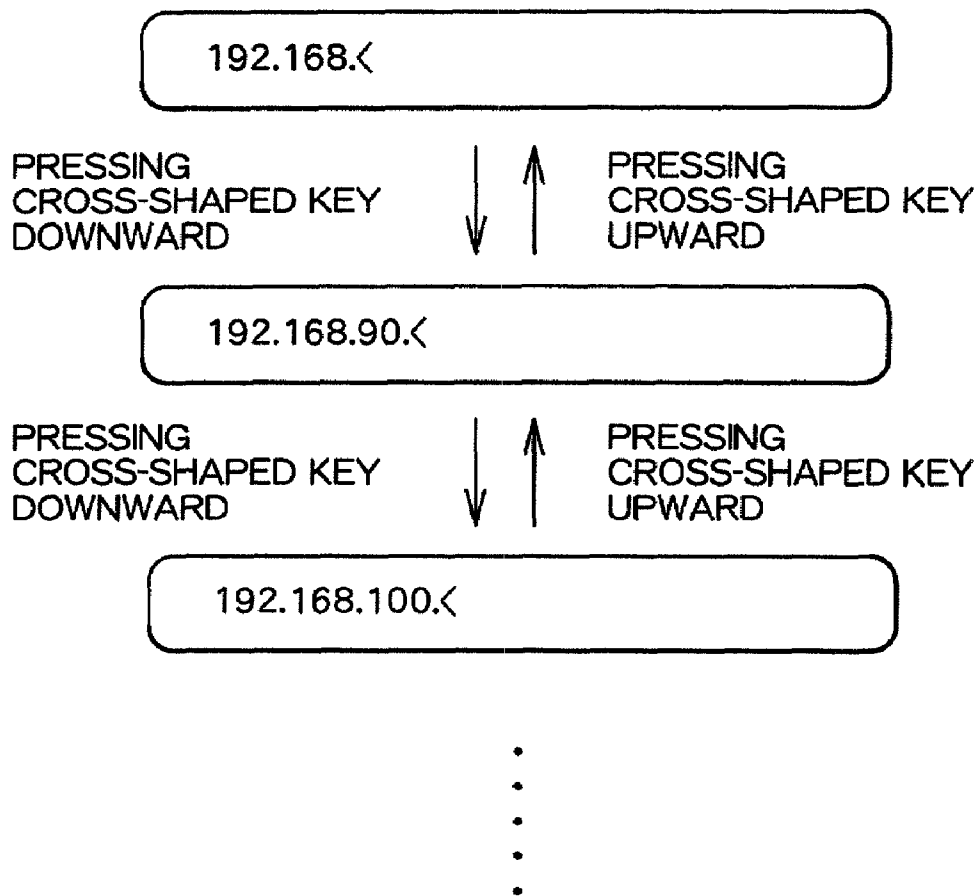 192.168.<
PRESSING
CROSS-SHAPED KEY
DOWNWARD
PRESSING
CROSS-SHAPED KEY
UPWARD
192.168.90.<
PRESSING
CROSS-SHAPED KEY
DOWNWARD
PRESSING
CROSS-SHAPED KEY
UPWARD
192.168.100.<